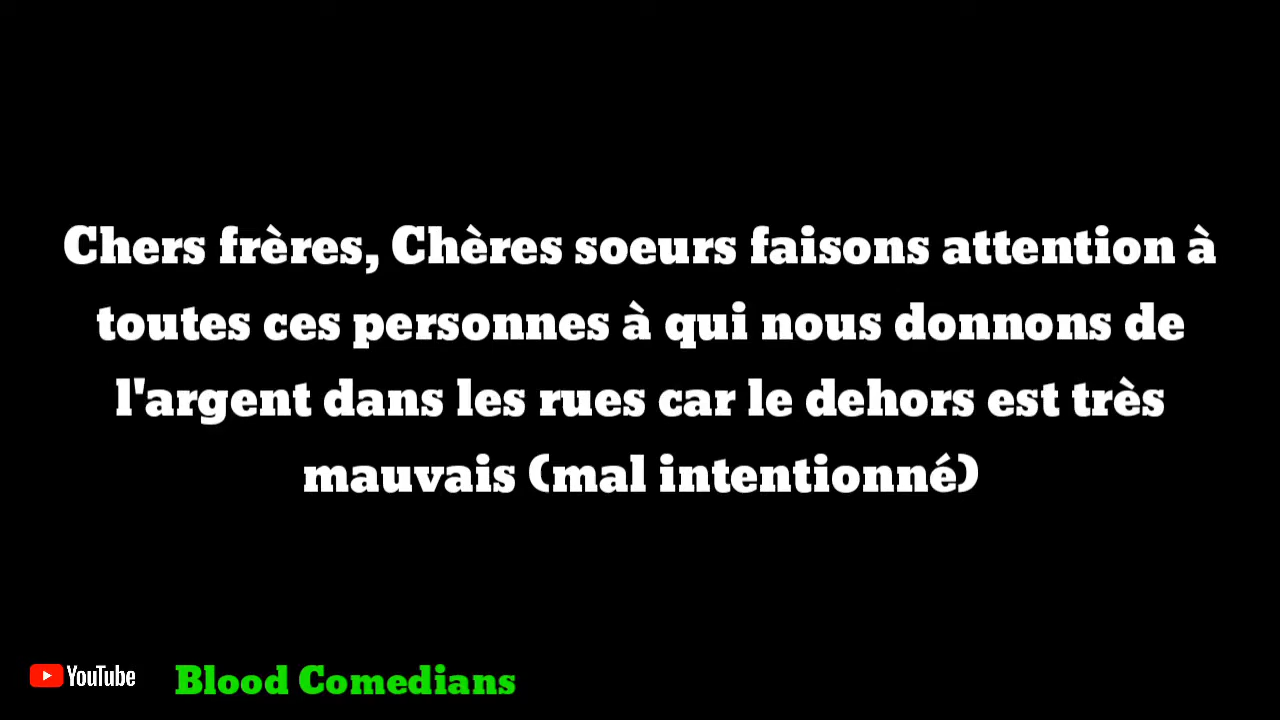 Chers frères, Chères soeurs faisons attention à
toutes ces personnes à qui nous donnons de
l'argent dans les rues car le dehors est très
mauvais (mal intentionné)
YouTube Blood Comedians